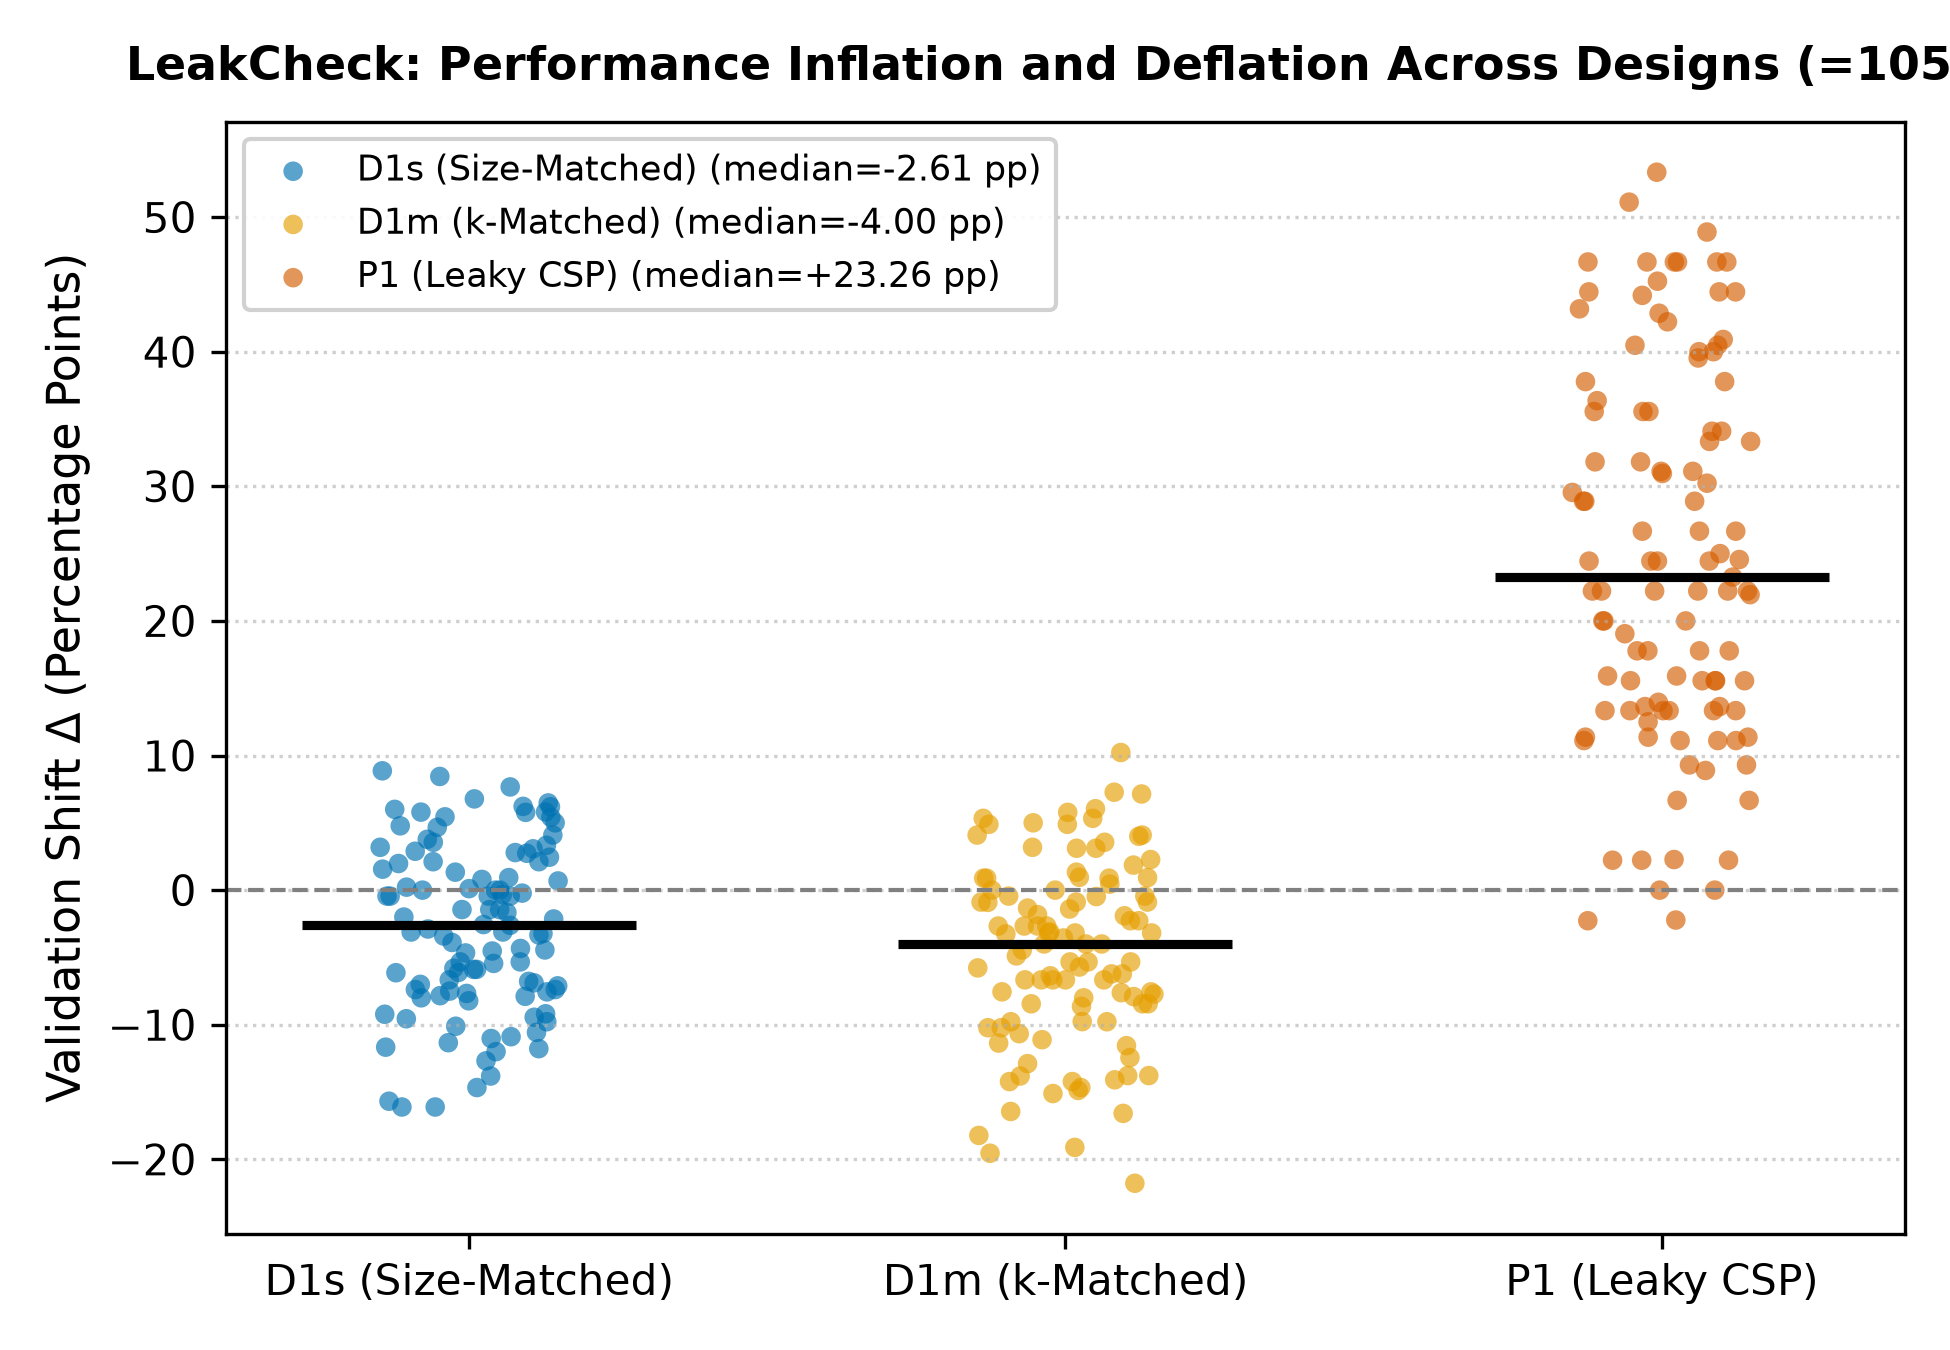 LeakCheck: Performance Inflation and Deflation Across Designs (=105
D1s (Size-Matched) (median=-2.61 pp)
D1m (k-Matched) (median=-4.00 pp)
P1 (Leaky CSP) (median=+23.26 pp)
Validation Shift Δ (Percentage Points)
50
40
30
20
10
0
−10
−20
D1s (Size-Matched)
D1m (k-Matched)
P1 (Leaky CSP)